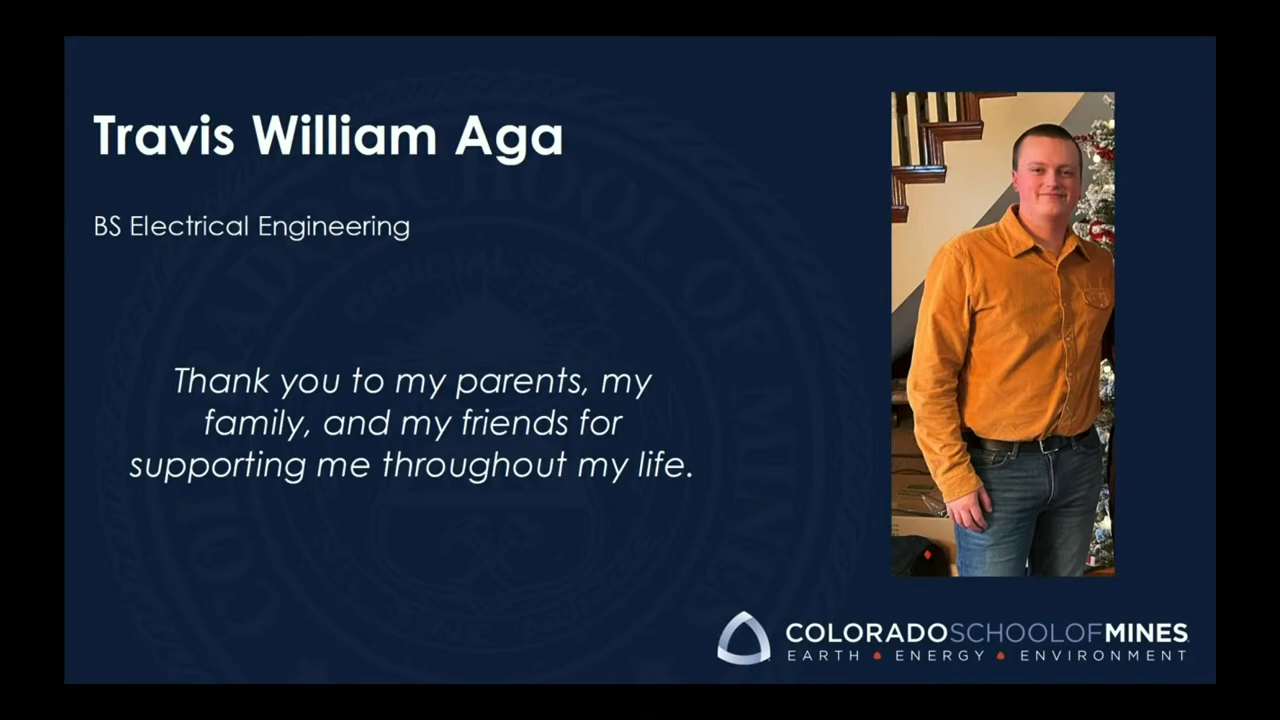 Travis William Aga
BS Electrical Engineering
Thank you to my parents, my
family, and my friends for
supporting me throughout my life.
COLORADOSCHOOLOFMINES
EARTH ENERGY ENVIRONMENT